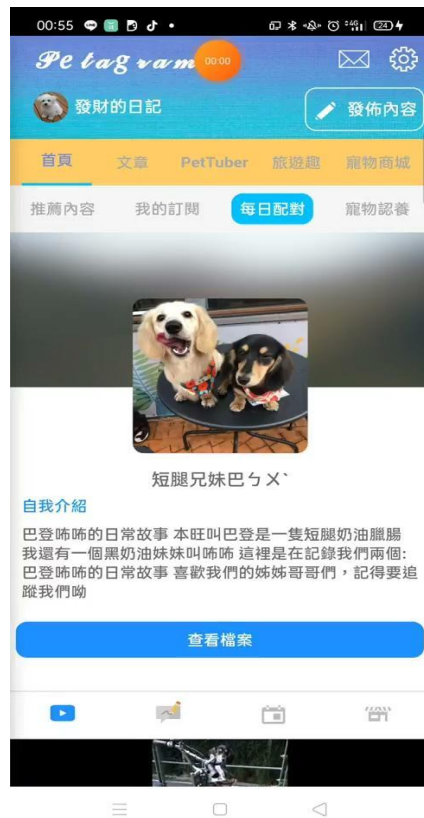 00:55
4G
24
Petagram
00:00
發財的日記
發佈內容
首頁 文章 PetTuber 旅遊趣 寵物商城
推薦內容 我的訂閱 每日配對 寵物認養
短腿兄妹巴ㄅㄨˋ
自我介紹
巴登咘咘的日常故事 本旺叫巴登是一隻短腿奶油臘腸
我還有一個黑奶油妹妹叫咘咘 這裡是在記錄我們兩個:
巴登咘咘的日常故事 喜歡我們的姊姊哥哥們，記得要追
蹤我們呦
查看檔案